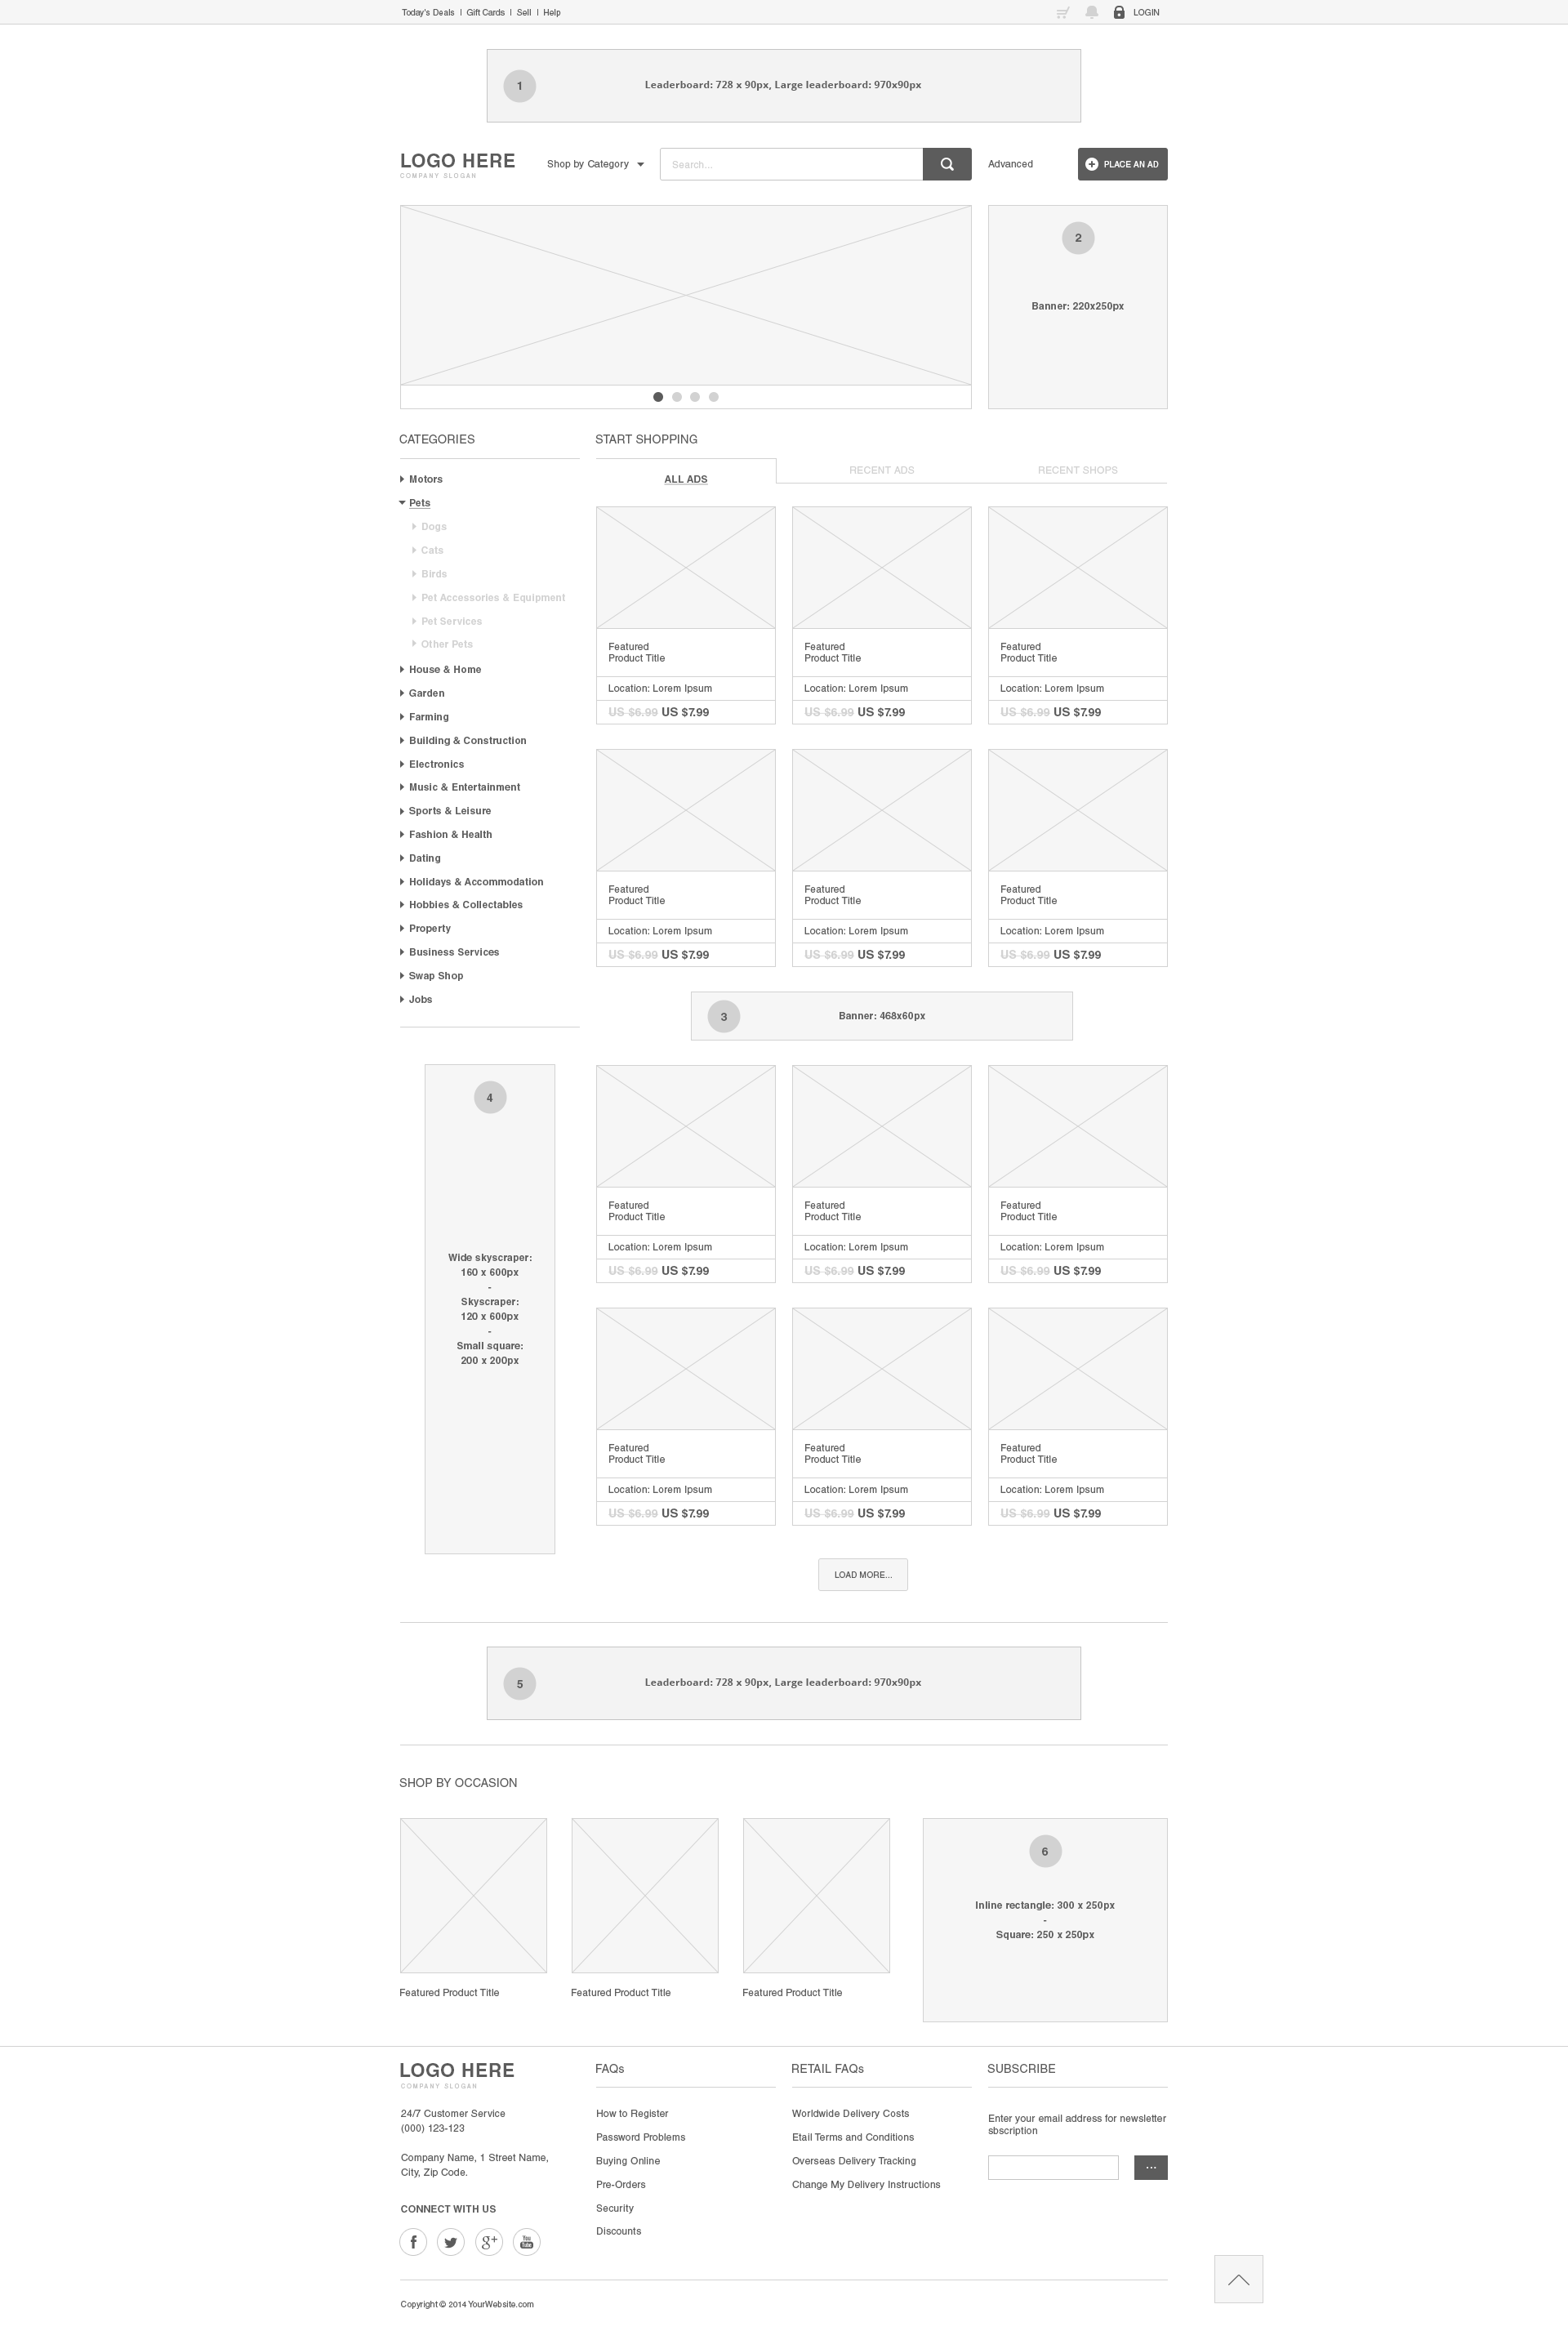 Today's Deals | Gift Cards | Sell | Help
LOGIN
1
Leaderboard: 728 x 90px, Large leaderboard: 970x90px
LOGO HERE
COMPANY SLOGAN
Shop by Category
Search...
Advanced
PLACE AN AD
2
Banner: 220x250px
CATEGORIES
Motors
Pets
Dogs
Cats
Birds
Pet Accessories & Equipment
Pet Services
Other Pets
House & Home
Garden
Farming
Building & Construction
Electronics
Music & Entertainment
Sports & Leisure
Fashion & Health
Dating
Holidays & Accommodation
Hobbies & Collectables
Property
Business Services
Swap Shop
Jobs
4
Wide skyscraper:
160 x 600px
-
Skyscraper:
120 x 600px
-
Small square:
200 x 200px
START SHOPPING
ALL ADS
RECENT ADS
RECENT SHOPS
Featured
Product Title
Location: Lorem Ipsum
US $6.99 US $7.99
Featured
Product Title
Location: Lorem Ipsum
US $6.99 US $7.99
Featured
Product Title
Location: Lorem Ipsum
US $6.99 US $7.99
Featured
Product Title
Location: Lorem Ipsum
US $6.99 US $7.99
Featured
Product Title
Location: Lorem Ipsum
US $6.99 US $7.99
Featured
Product Title
Location: Lorem Ipsum
US $6.99 US $7.99
3
Banner: 468x60px
Featured
Product Title
Location: Lorem Ipsum
US $6.99 US $7.99
Featured
Product Title
Location: Lorem Ipsum
US $6.99 US $7.99
Featured
Product Title
Location: Lorem Ipsum
US $6.99 US $7.99
Featured
Product Title
Location: Lorem Ipsum
US $6.99 US $7.99
Featured
Product Title
Location: Lorem Ipsum
US $6.99 US $7.99
Featured
Product Title
Location: Lorem Ipsum
US $6.99 US $7.99
LOAD MORE...
5
Leaderboard: 728 x 90px, Large leaderboard: 970x90px
SHOP BY OCCASION
Featured Product Title
Featured Product Title
Featured Product Title
6
Inline rectangle: 300 x 250px
-
Square: 250 x 250px
LOGO HERE
COMPANY SLOGAN
24/7 Customer Service
(000) 123-123
Company Name, 1 Street Name,
City, Zip Code.
CONNECT WITH US
f
g+
You
Tube
FAQs
How to Register
Password Problems
Buying Online
Pre-Orders
Security
Discounts
RETAIL FAQs
Worldwide Delivery Costs
Etail Terms and Conditions
Overseas Delivery Tracking
Change My Delivery Instructions
SUBSCRIBE
Enter your email address for newsletter
sbscription
...
Copyright © 2014 YourWebsite.com